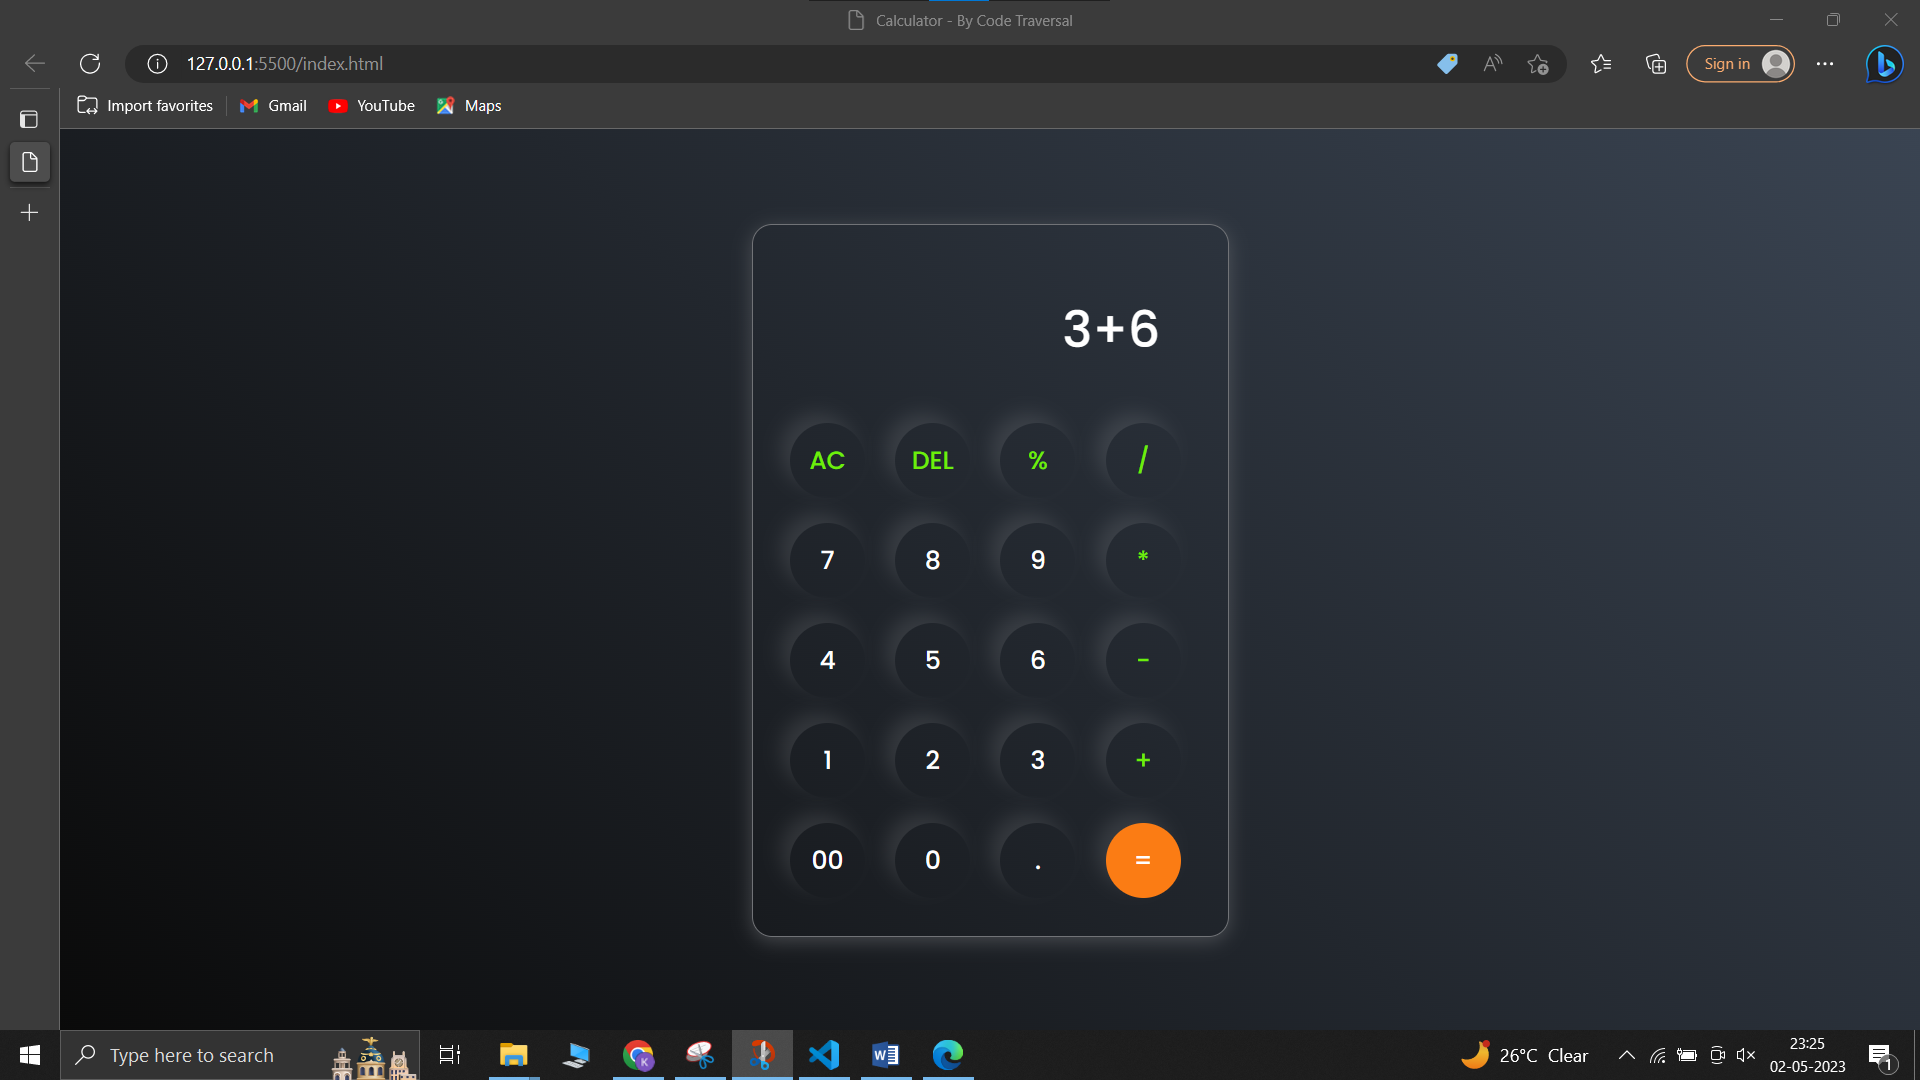 Calculator - By Code Traversal
127.0.0.1:5500/index.html
Sign in
Import favorites Gmail YouTube Maps
3+6
AC DEL % /
7 8 9 *
4 5 6 -
1 2 3 +
00 0 . =
Type here to search
K
26°C Clear
23:25
02-05-2023
1